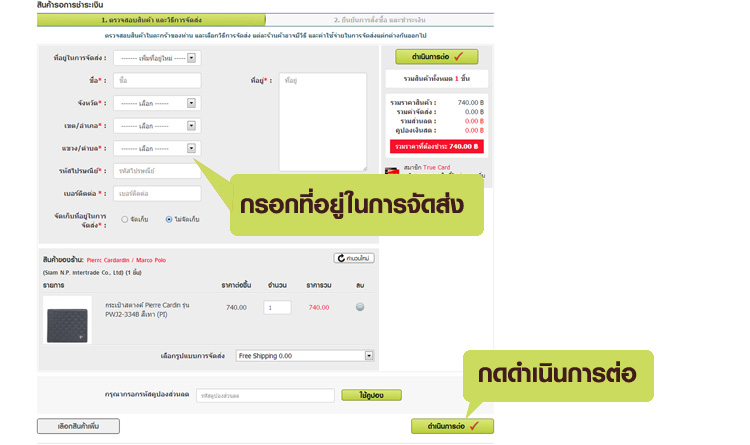 สินค้ารอการชำระเงิน
1. ตรวจสอบสินค้า และวิธีการจัดส่ง
2. ยืนยันการสั่งซื้อ และชำระเงิน
ตรวจสอบสินค้าในตะกร้าของท่าน และเลือกวิธีการจัดส่ง แต่ละร้านค้าอาจมีวิธี และค่าใช้จ่ายในการจัดส่งแตกต่างกันออกไป
ที่อยู่ในการจัดส่ง : ------- เพิ่มที่อยู่ใหม่ -----
ชื่อ* : ชื่อ
ที่อยู่* : ที่อยู่
จังหวัด* : ------- เลือก ------
เขต/อำเภอ* : ------- เลือก ------
แขวง/ตำบล* : ------- เลือก ------
รหัสไปรษณีย์* : รหัสไปรษณีย์
เบอร์ติดต่อ * : เบอร์ติดต่อ
จัดเก็บที่อยู่ในการ
จัดส่ง* : จัดเก็บ ไม่จัดเก็บ
ดำเนินการต่อ
รวมสินค้าทั้งหมด 1 ชิ้น
รวมราคาสินค้า : 740.00 ฿
รวมค่าจัดส่ง : 0.00 ฿
รวมส่วนลด : 0.00 ฿
คูปองเงินสด : 0.00 ฿
รวมราคาที่ต้องชำระ 740.00 ฿
สมาชิก True Card
กรอกที่อยู่ในการจัดส่ง
สินค้าของร้าน: Pierre Cardardin / Marco Polo
คำนวนใหม่
(Siam N.P. intertrade Co., Ltd) (1 ชิ้น)
รายการ ราคาต่อชิ้น จำนวน ราคารวม ลบ
กระเป๋าสตางค์ Pierre Cardin รุ่น
PWJ2-334B สีเทา (PI)
740.00 1 740.00
เลือกรูปแบบการจัดส่ง Free Shipping 0.00
กดดำเนินการต่อ
กรุณากรอกรหัสคูปองส่วนลด รหัสคูปองส่วนลด ใช้คูปอง
เลือกสินค้าเพิ่ม
ดำเนินการต่อ